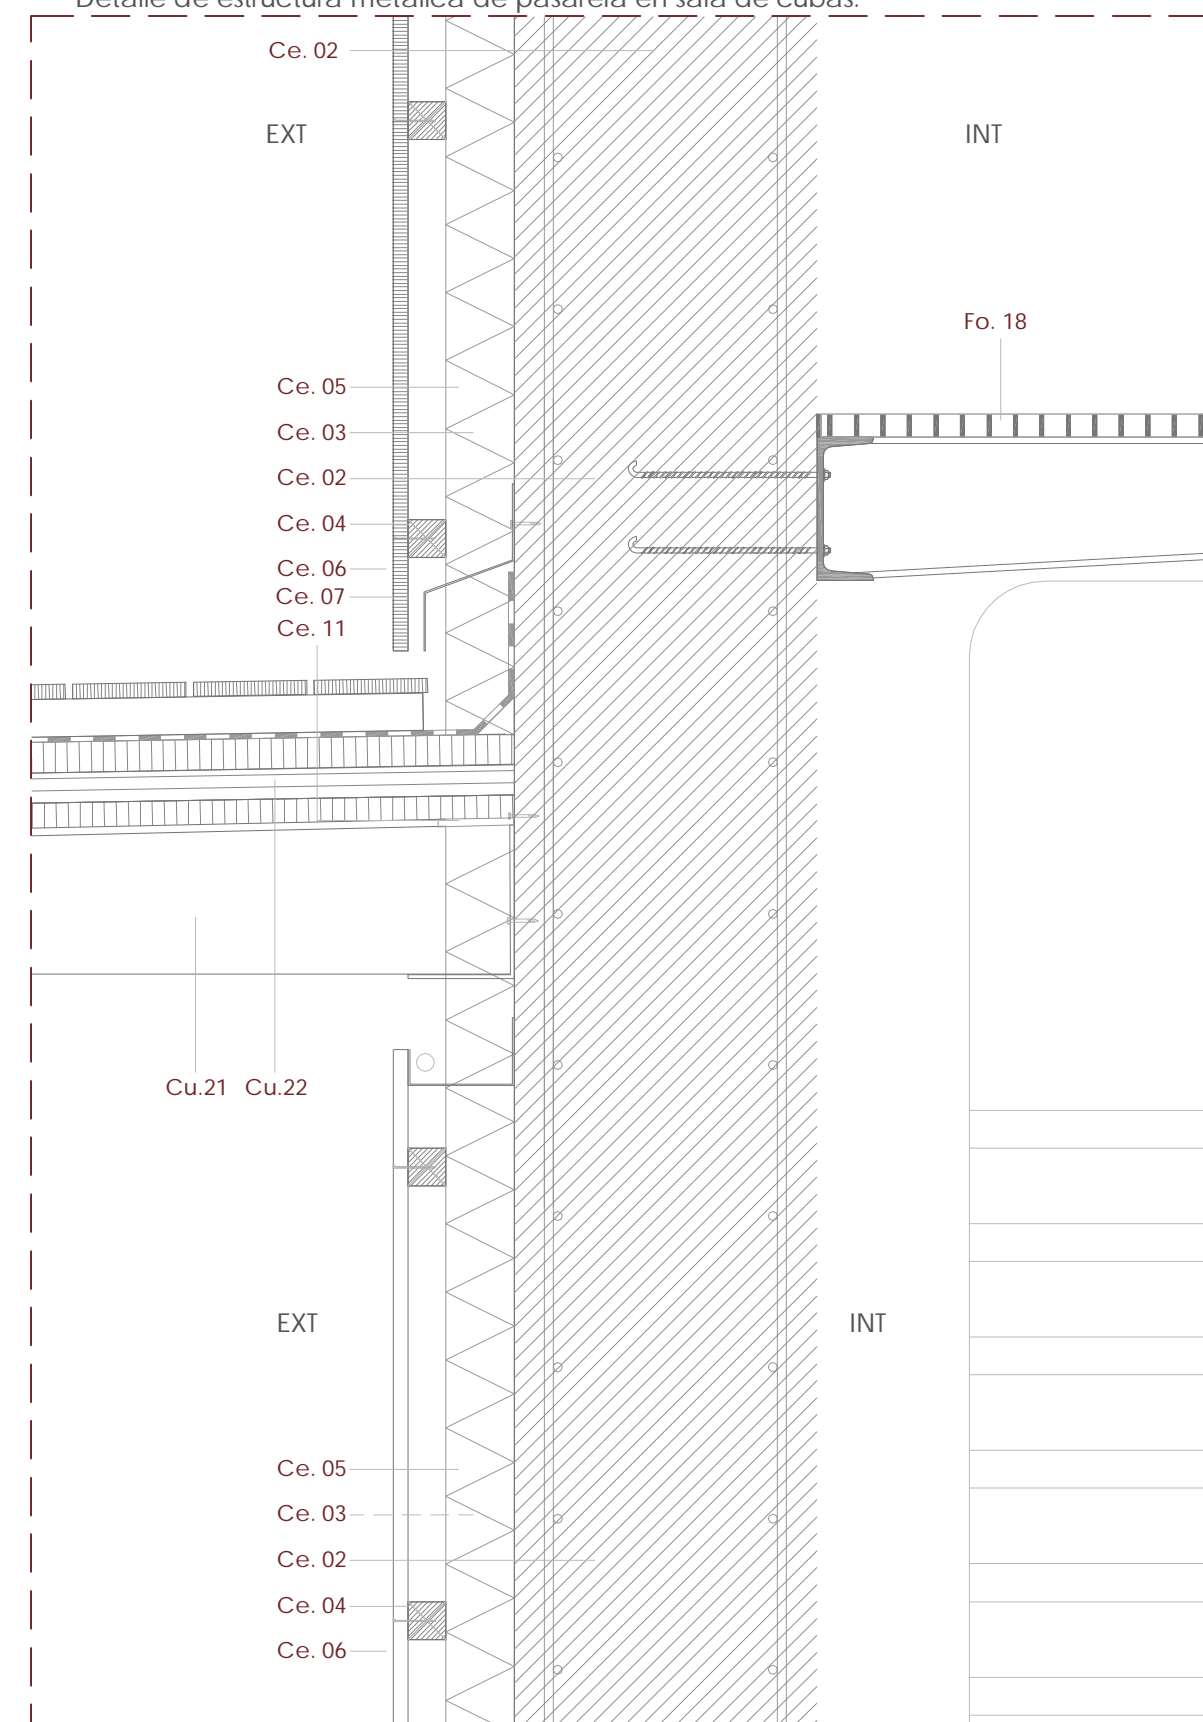 Detalle de estructura metálica de pasarela en sala de cubas.
Ce. 02
EXT
INT
Fo. 18
Ce. 05
Ce. 03
Ce. 02
Ce. 04
Ce. 06
Ce. 07
Ce. 11
Cu.21 Cu.22
EXT
INT
Ce. 05
Ce. 03
Ce. 02
Ce. 04
Ce. 06